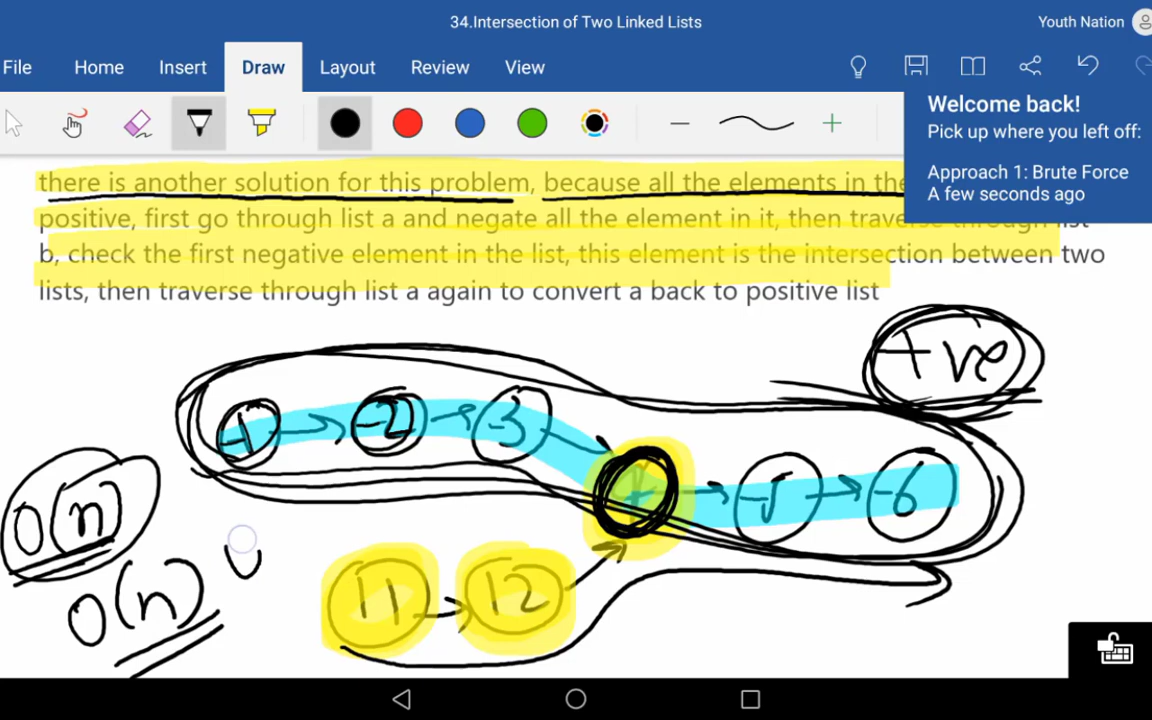 34.Intersection of Two Linked Lists
Youth Nation
File Home Insert Draw Layout Review View
Welcome back!
Pick up where you left off:
Approach 1: Brute Force
A few seconds ago
there is another solution for this problem, because all the elements in the
positive, first go through list a and negate all the element in it, then traverse through list
b, check the first negative element in the list, this element is the intersection between two
lists, then traverse through list a again to convert a back to positive list
+ve
-1 -2 -3
-5 -6
O(n)
O(n)
11 12